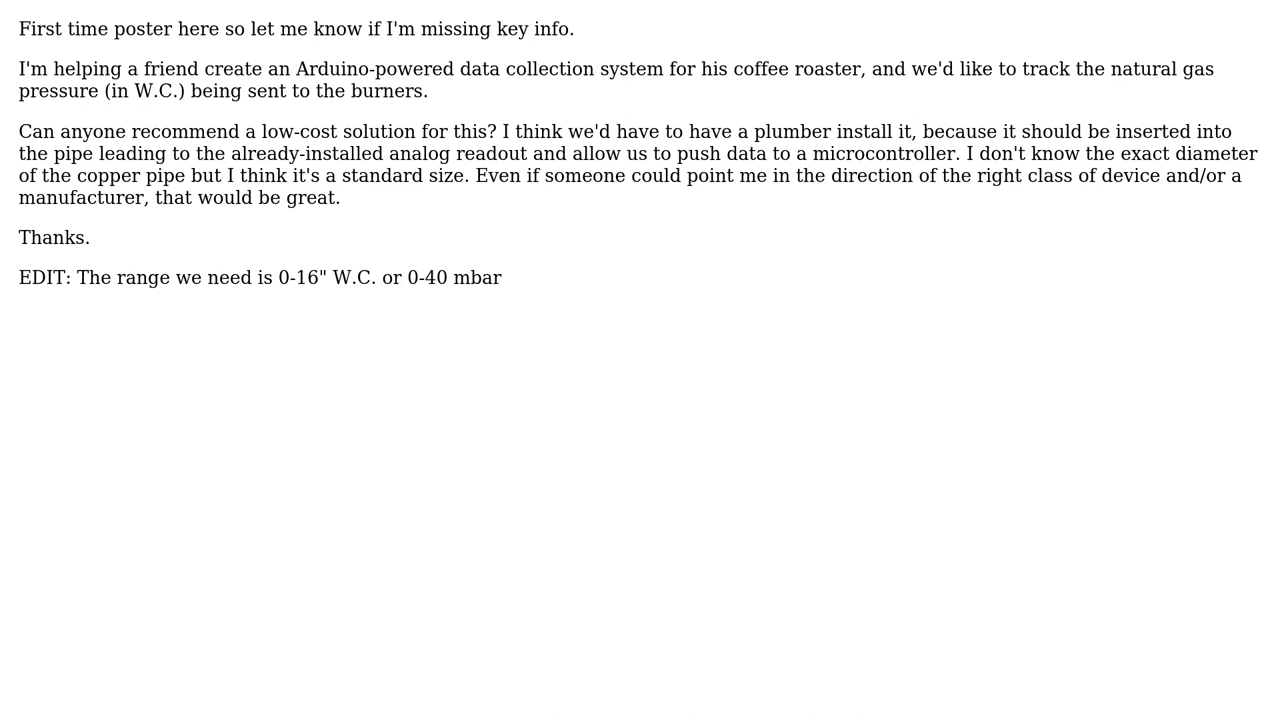 First time poster here so let me know if I'm missing key info.
I'm helping a friend create an Arduino-powered data collection system for his coffee roaster, and we'd like to track the natural gas
pressure (in W.C.) being sent to the burners.
Can anyone recommend a low-cost solution for this? I think we'd have to have a plumber install it, because it should be inserted into
the pipe leading to the already-installed analog readout and allow us to push data to a microcontroller. I don't know the exact diameter
of the copper pipe but I think it's a standard size. Even if someone could point me in the direction of the right class of device and/or a
manufacturer, that would be great.
Thanks.
EDIT: The range we need is 0-16" W.C. or 0-40 mbar